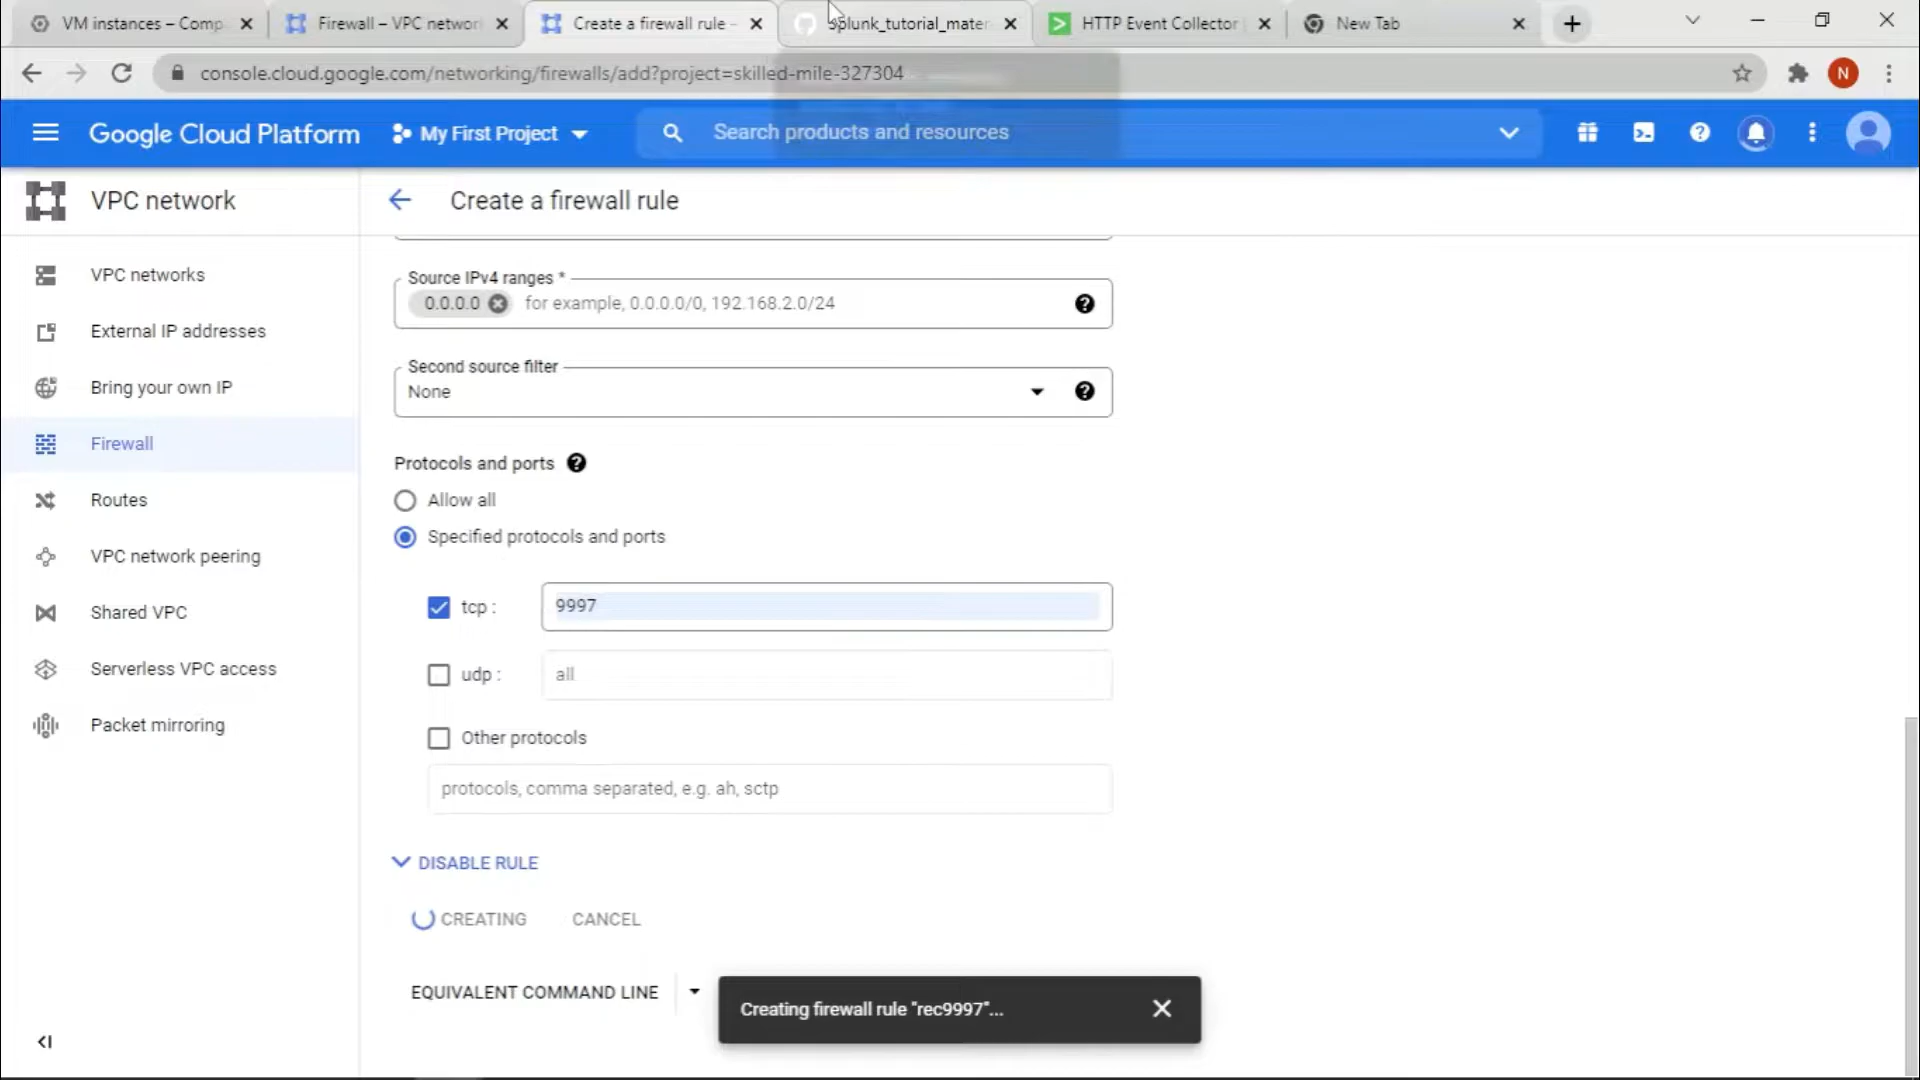 VM instances – Comp
Firewall – VPC networ
Create a firewall rule –
Splunk_tutorial_mater
HTTP Event Collector
New Tab
console.cloud.google.com/networking/firewalls/add?project=skilled-mile-327304
N
Google Cloud Platform
My First Project
Search products and resources
VPC network
Create a firewall rule
VPC networks
External IP addresses
Bring your own IP
Firewall
Routes
VPC network peering
Shared VPC
Serverless VPC access
Packet mirroring
Source IPv4 ranges *
0.0.0.0 for example, 0.0.0.0/0, 192.168.2.0/24
Second source filter
None
Protocols and ports
Allow all
Specified protocols and ports
tcp : 9997
udp : all
Other protocols
protocols, comma separated, e.g. ah, sctp
DISABLE RULE
CREATING CANCEL
EQUIVALENT COMMAND LINE
Creating firewall rule "rec9997"...